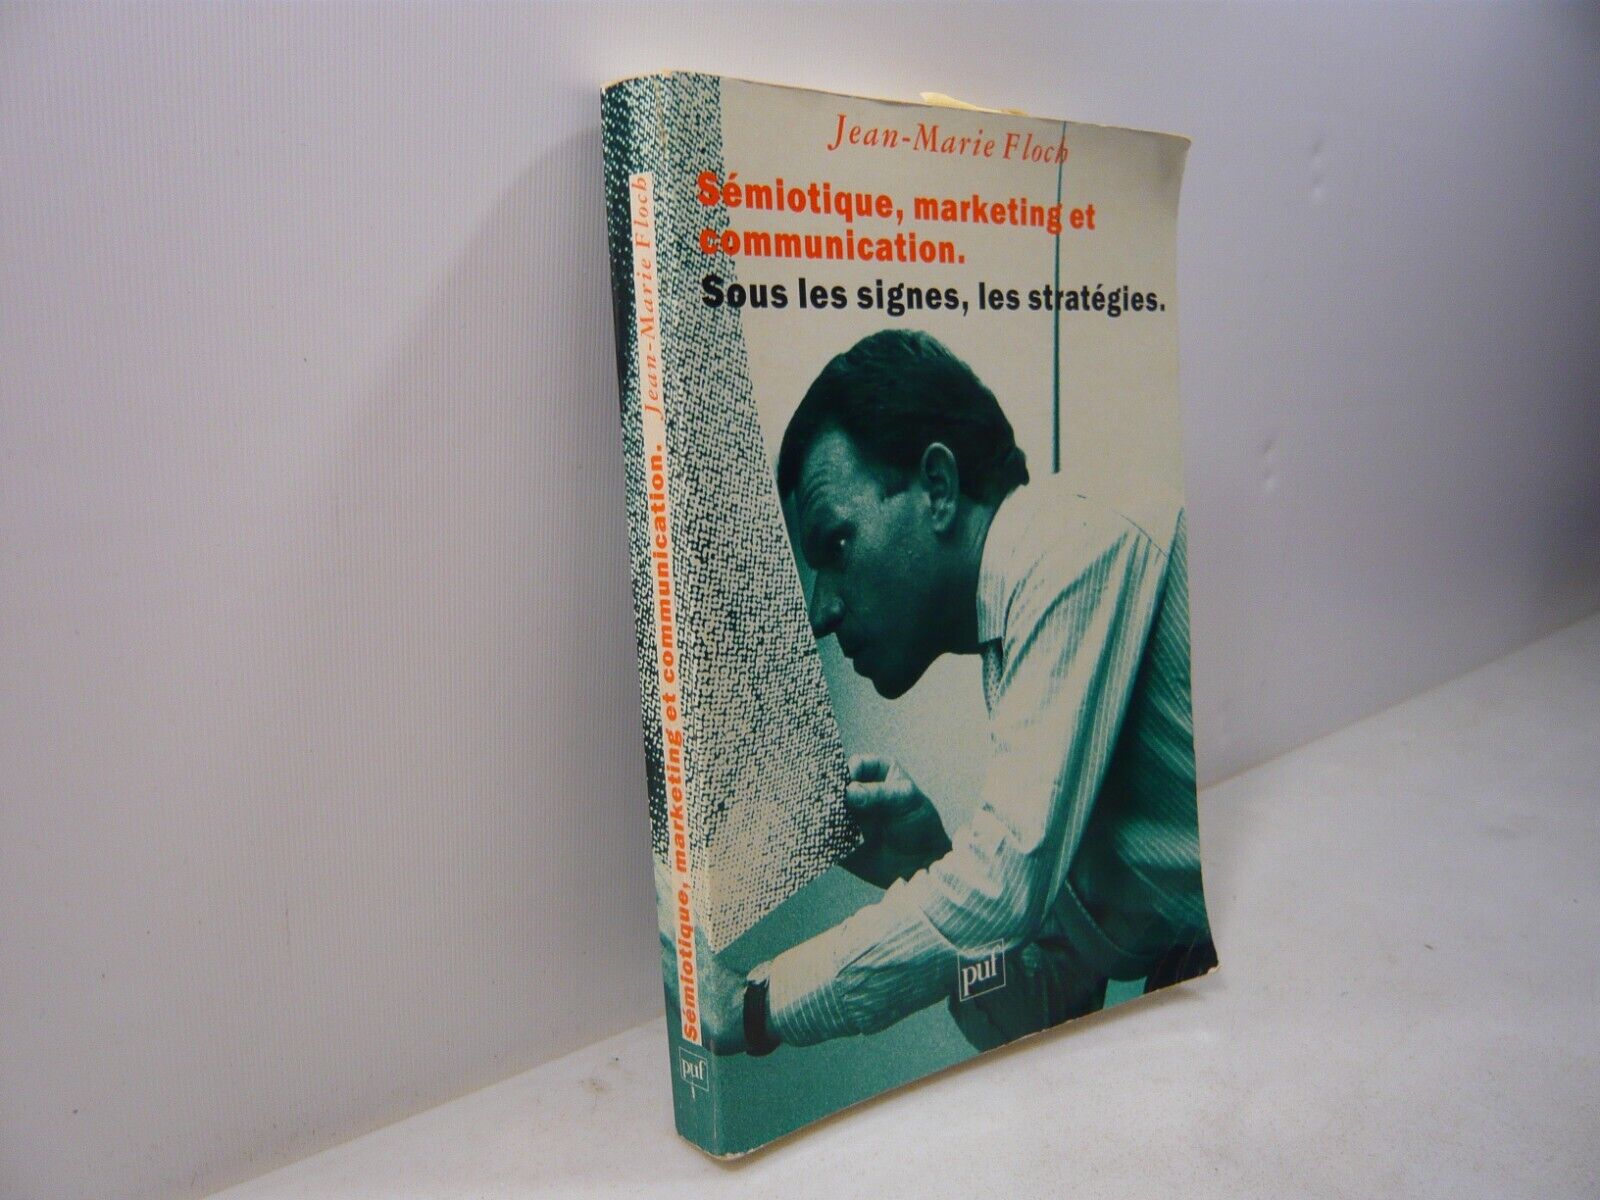 Jean-Marie Floch
Sémiotique, marketing et
communication.
Sous les signes, les stratégies.
puf
Sémiotique, marketing et communication. Jean-Marie Floch
puf